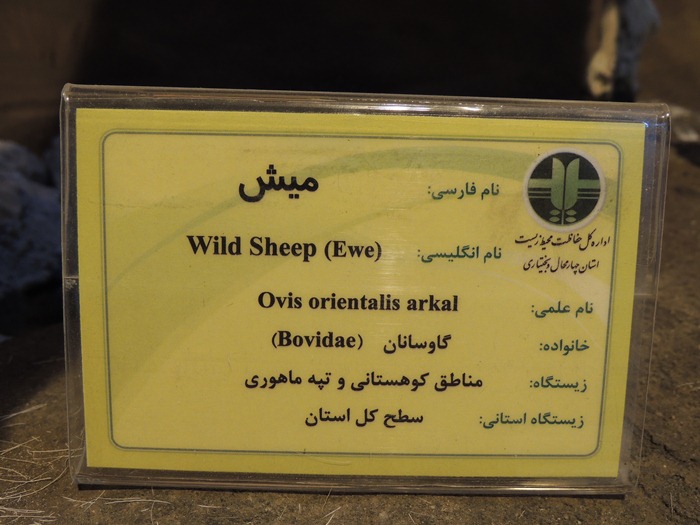 اداره کل حفاظت محیط زیست
استان چهارمحال و بختیاری
نام فارسی: میش
نام انگلیسی: Wild Sheep (Ewe)
نام علمی: Ovis orientalis arkal
خانواده: گاوسانان (Bovidae)
زیستگاه: مناطق کوهستانی و تپه ماهوری
زیستگاه استانی: سطح کل استان